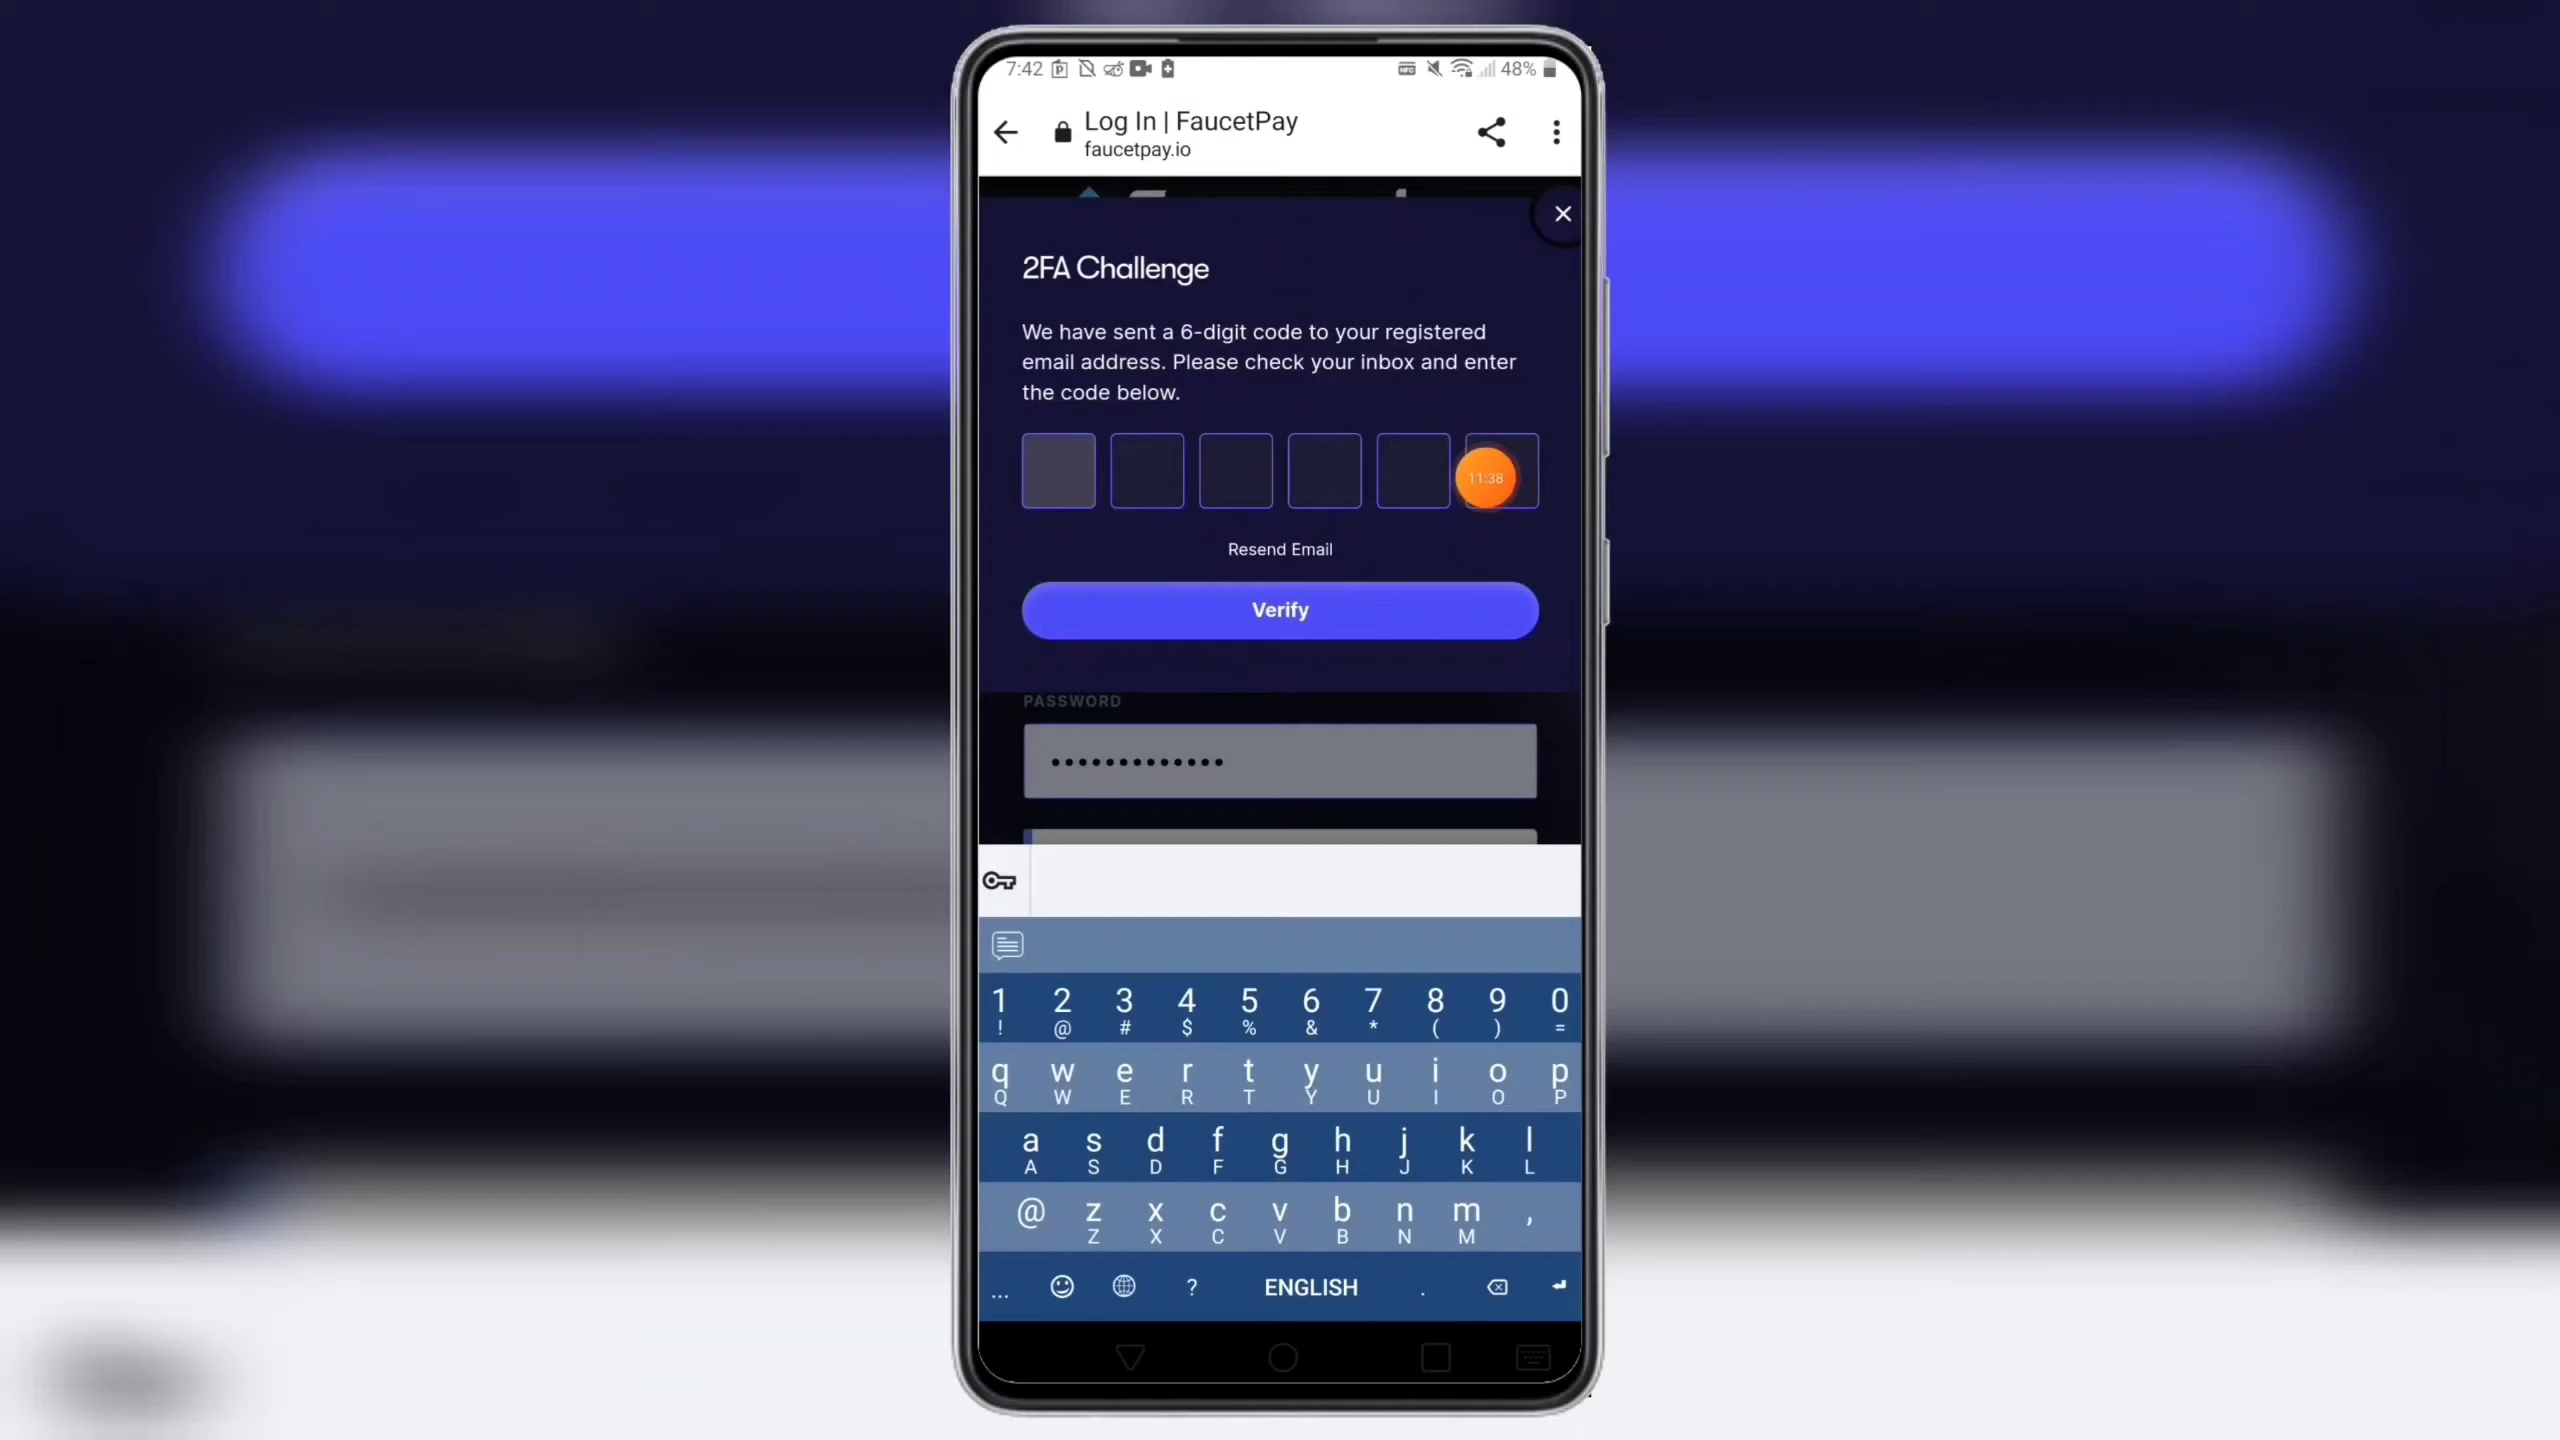 7:42 48%
Log In | FaucetPay
faucetpay.io
2FA Challenge
We have sent a 6-digit code to your registered
email address. Please check your inbox and enter
the code below.
11:38
Resend Email
Verify
PASSWORD
1 2 3 4 5 6 7 8 9 0
! @ # $ % & * ( ) =
q w e r t y u i o p
Q W E R T Y U I O P
a s d f g h j k l
A S D F G H J K L
@ z x c v b n m ,
Z X C V B N M
... ? ENGLISH .